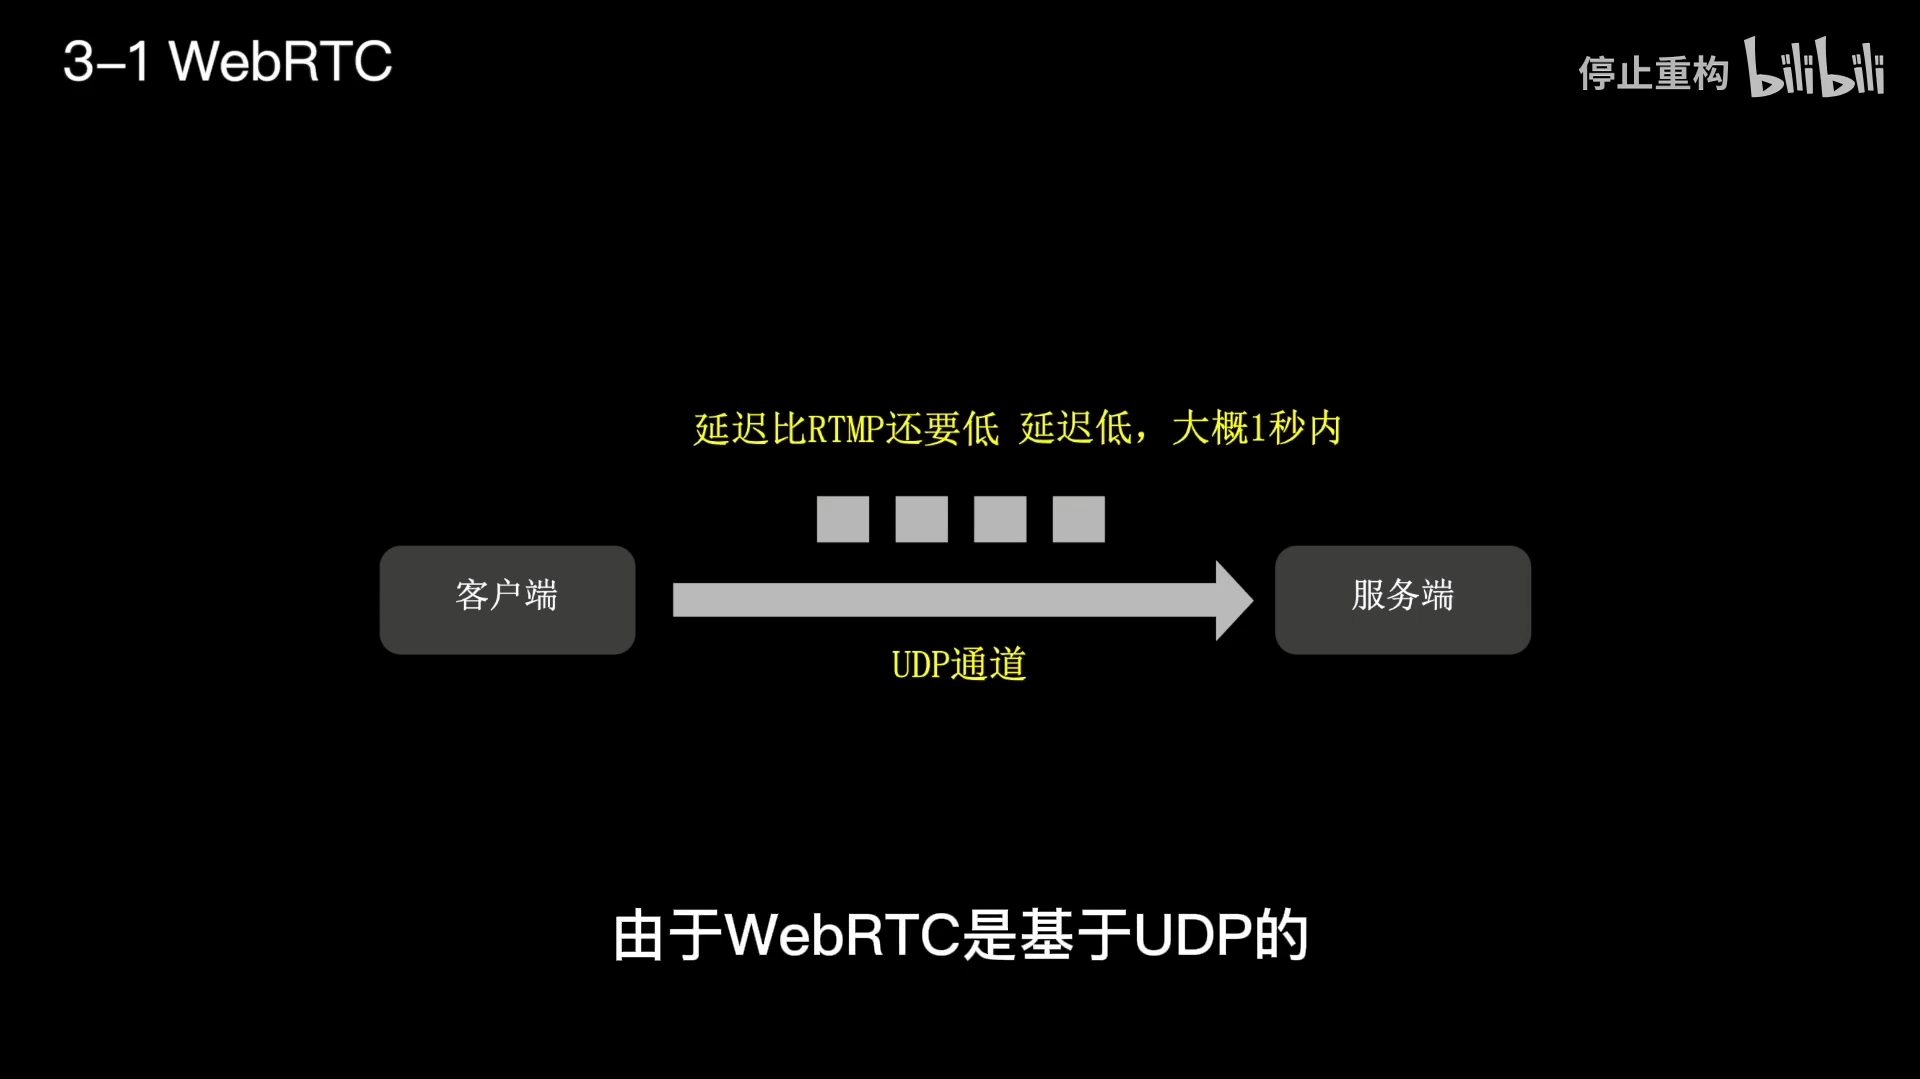 3-1 WebRTC
停止重构 bilibili
延迟比RTMP还要低 延迟低，大概1秒内
客户端
服务端
UDP通道
由于WebRTC是基于UDP的